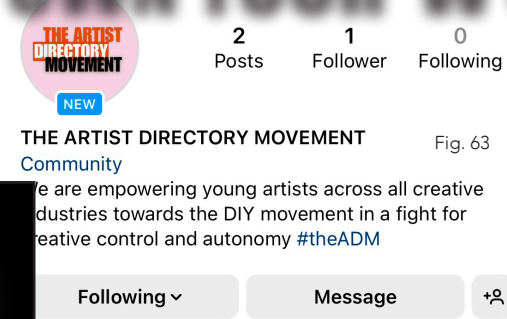 THE ARTIST
DIRECTORY
MOVEMENT
NEW
2
Posts
1
Follower
0
Following
THE ARTIST DIRECTORY MOVEMENT
Fig. 63
Community
e are empowering young artists across all creative
dustries towards the DIY movement in a fight for
reative control and autonomy #theADM
Following
Message